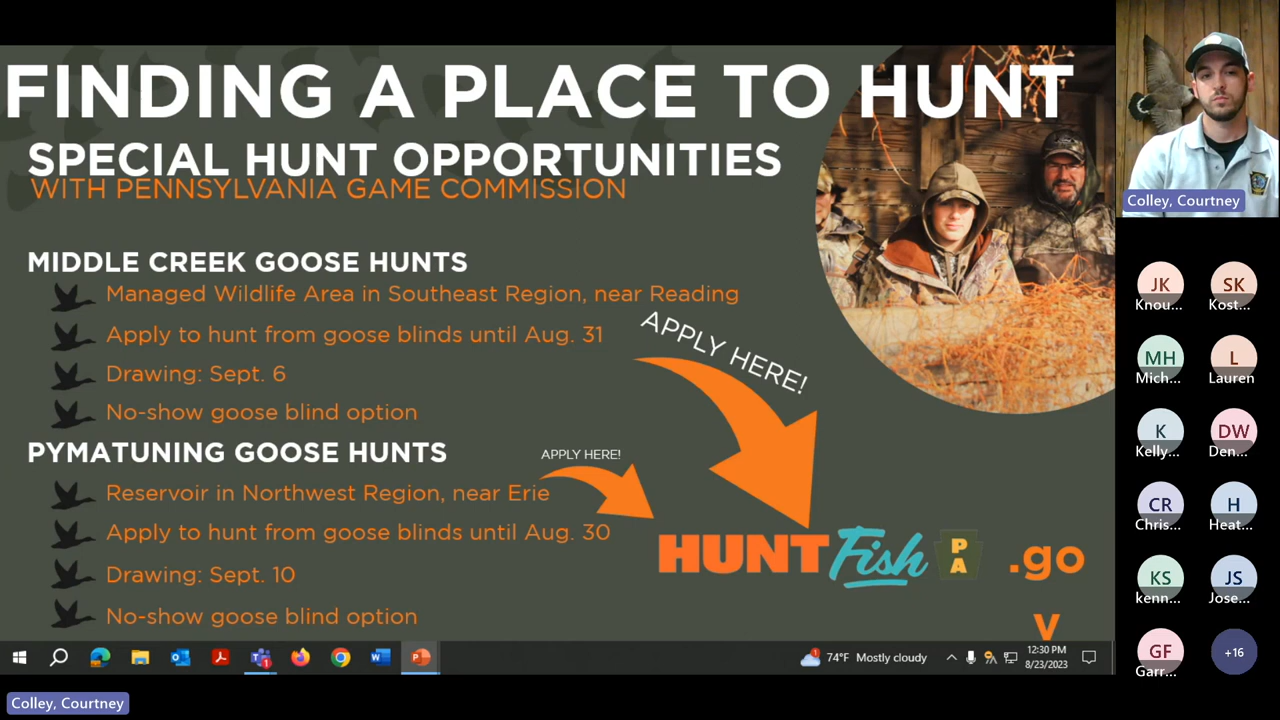 FINDING A PLACE TO HUNT
SPECIAL HUNT OPPORTUNITIES
WITH PENNSYLVANIA GAME COMMISSION
MIDDLE CREEK GOOSE HUNTS
Managed Wildlife Area in Southeast Region, near Reading
Apply to hunt from goose blinds until Aug. 31
Drawing: Sept. 6
No-show goose blind option
APPLY HERE!
PYMATUNING GOOSE HUNTS
APPLY HERE!
Reservoir in Northwest Region, near Erie
Apply to hunt from goose blinds until Aug. 30
Drawing: Sept. 10
No-show goose blind option
HUNTFish PA .go
v
1
1
74°F Mostly cloudy
12:30 PM
8/23/2023
Colley, Courtney
Colley, Courtney
JK
Knou...
SK
Kost...
MH
Mich...
L
Lauren
K
Kelly...
DW
Den...
CR
Chris...
H
Heat...
KS
kenn...
JS
Jose...
GF
Garr...
+16